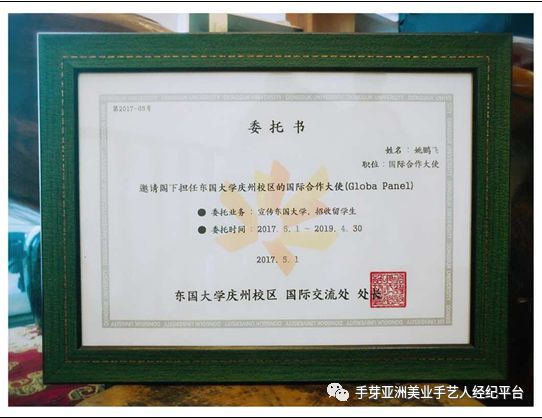 第2017-03号
委托书
姓名：姚鹏飞
职位：国际合作大使
邀请阁下担任东国大学庆州校区的国际合作大使(Globa Panel)
● 委托业务：宣传东国大学，招收留学生
● 委托时间：2017. 5. 1 ~ 2019. 4. 30
2017. 5. 1
东国大学庆州校区 国际交流处 处长
手芽亚洲美业手艺人经纪平台